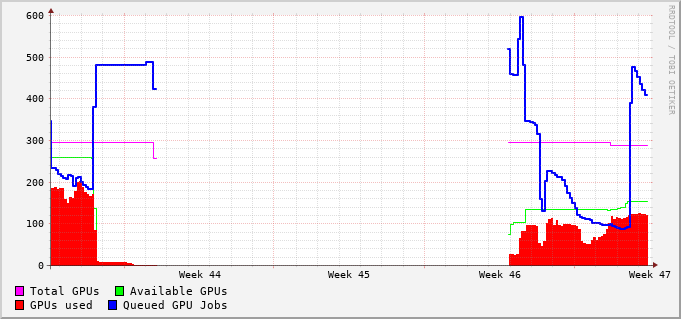 600
500
400
300
200
100
0
Week 44 Week 45 Week 46 Week 47
Total GPUs Available GPUs
GPUs used Queued GPU Jobs
RRDTOOL / TOBI OETIKER